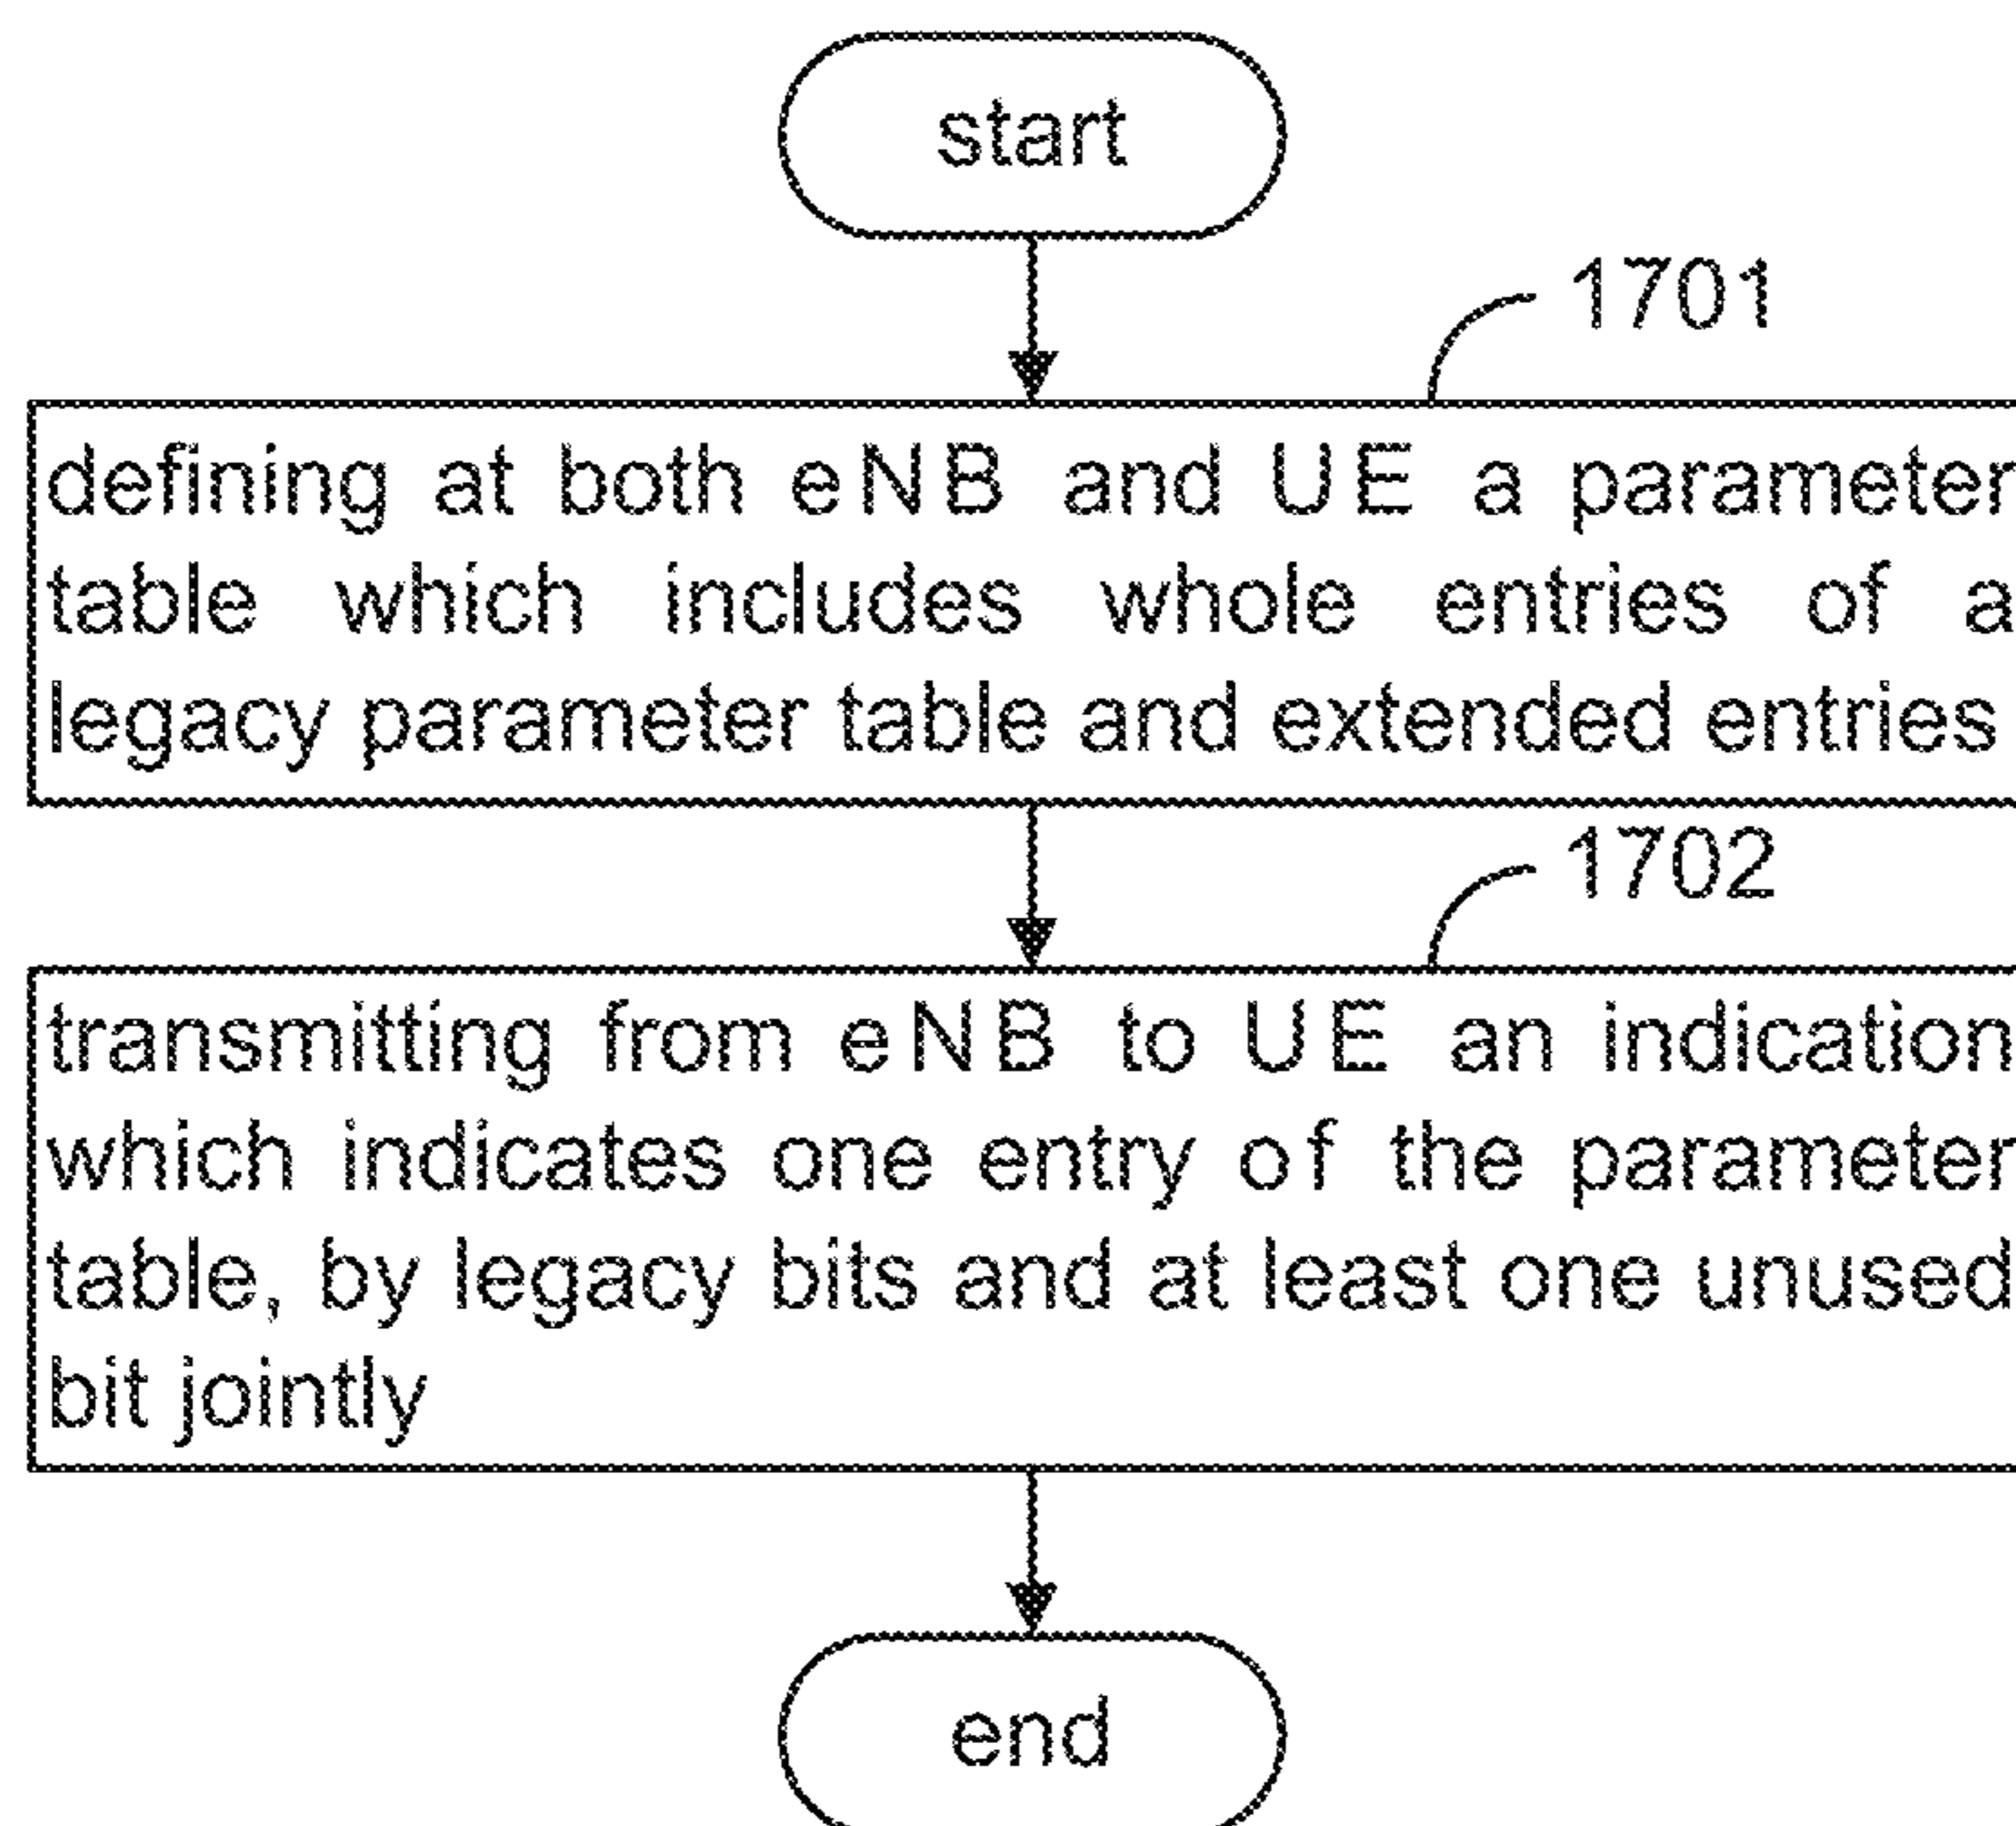 start
1701
defining at both eNB and UE a parameter
table which includes whole entries of a
legacy parameter table and extended entries
1702
transmitting from eNB to UE an indication
which indicates one entry of the parameter
table, by legacy bits and at least one unused
bit jointly
end